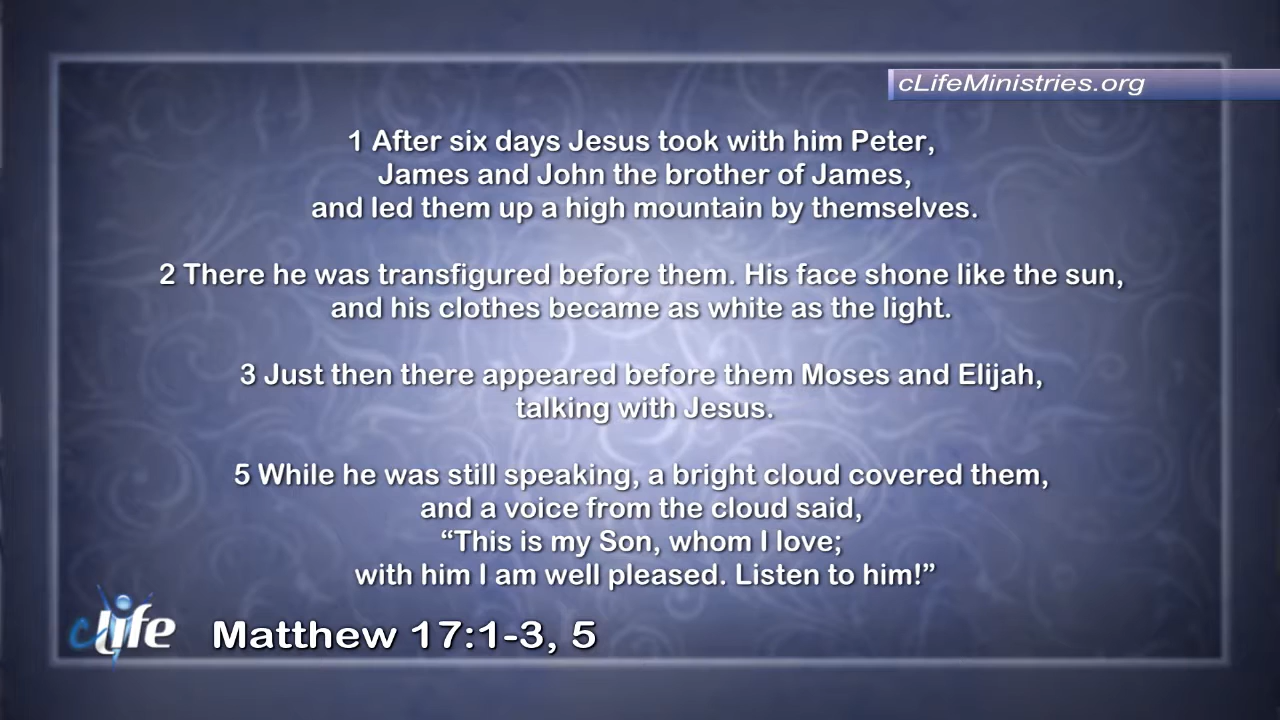 cLifeMinistries.org
1 After six days Jesus took with him Peter,
James and John the brother of James,
and led them up a high mountain by themselves.
2 There he was transfigured before them. His face shone like the sun,
and his clothes became as white as the light.
3 Just then there appeared before them Moses and Elijah,
talking with Jesus.
5 While he was still speaking, a bright cloud covered them,
and a voice from the cloud said,
“This is my Son, whom I love;
with him I am well pleased. Listen to him!”
cLife
Matthew 17:1-3, 5